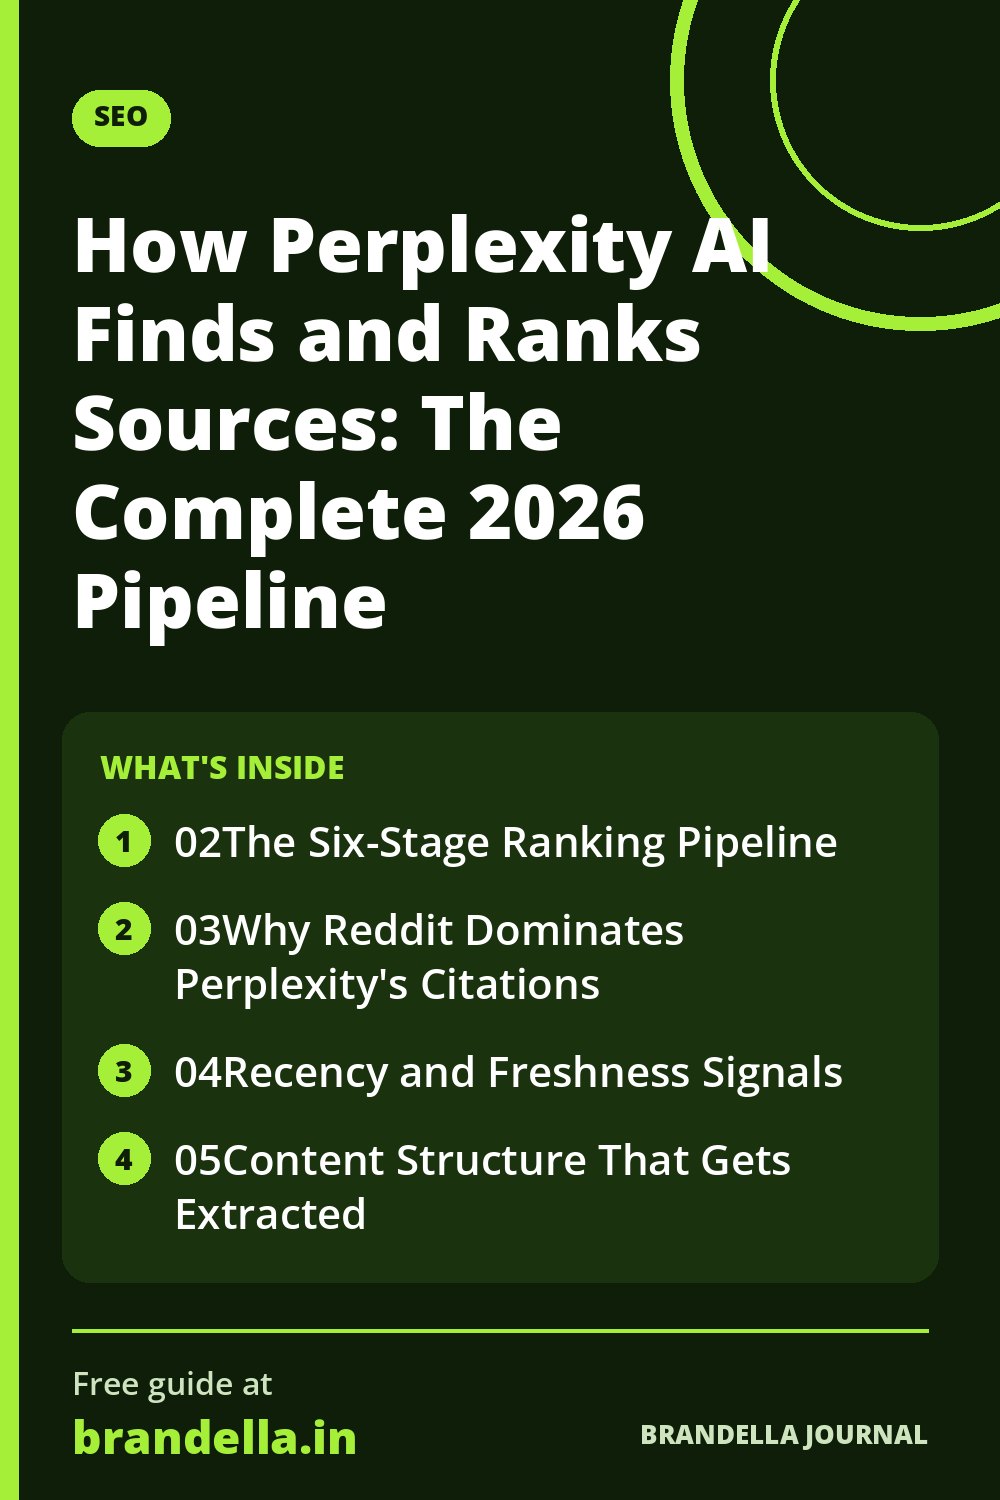 SEO
How Perplexity AI
Finds and Ranks
Sources: The
Complete 2026
Pipeline
WHAT'S INSIDE
1 02The Six-Stage Ranking Pipeline
2 03Why Reddit Dominates
Perplexity's Citations
3 04Recency and Freshness Signals
4 05Content Structure That Gets
Extracted
Free guide at
brandella.in
BRANDELLA JOURNAL